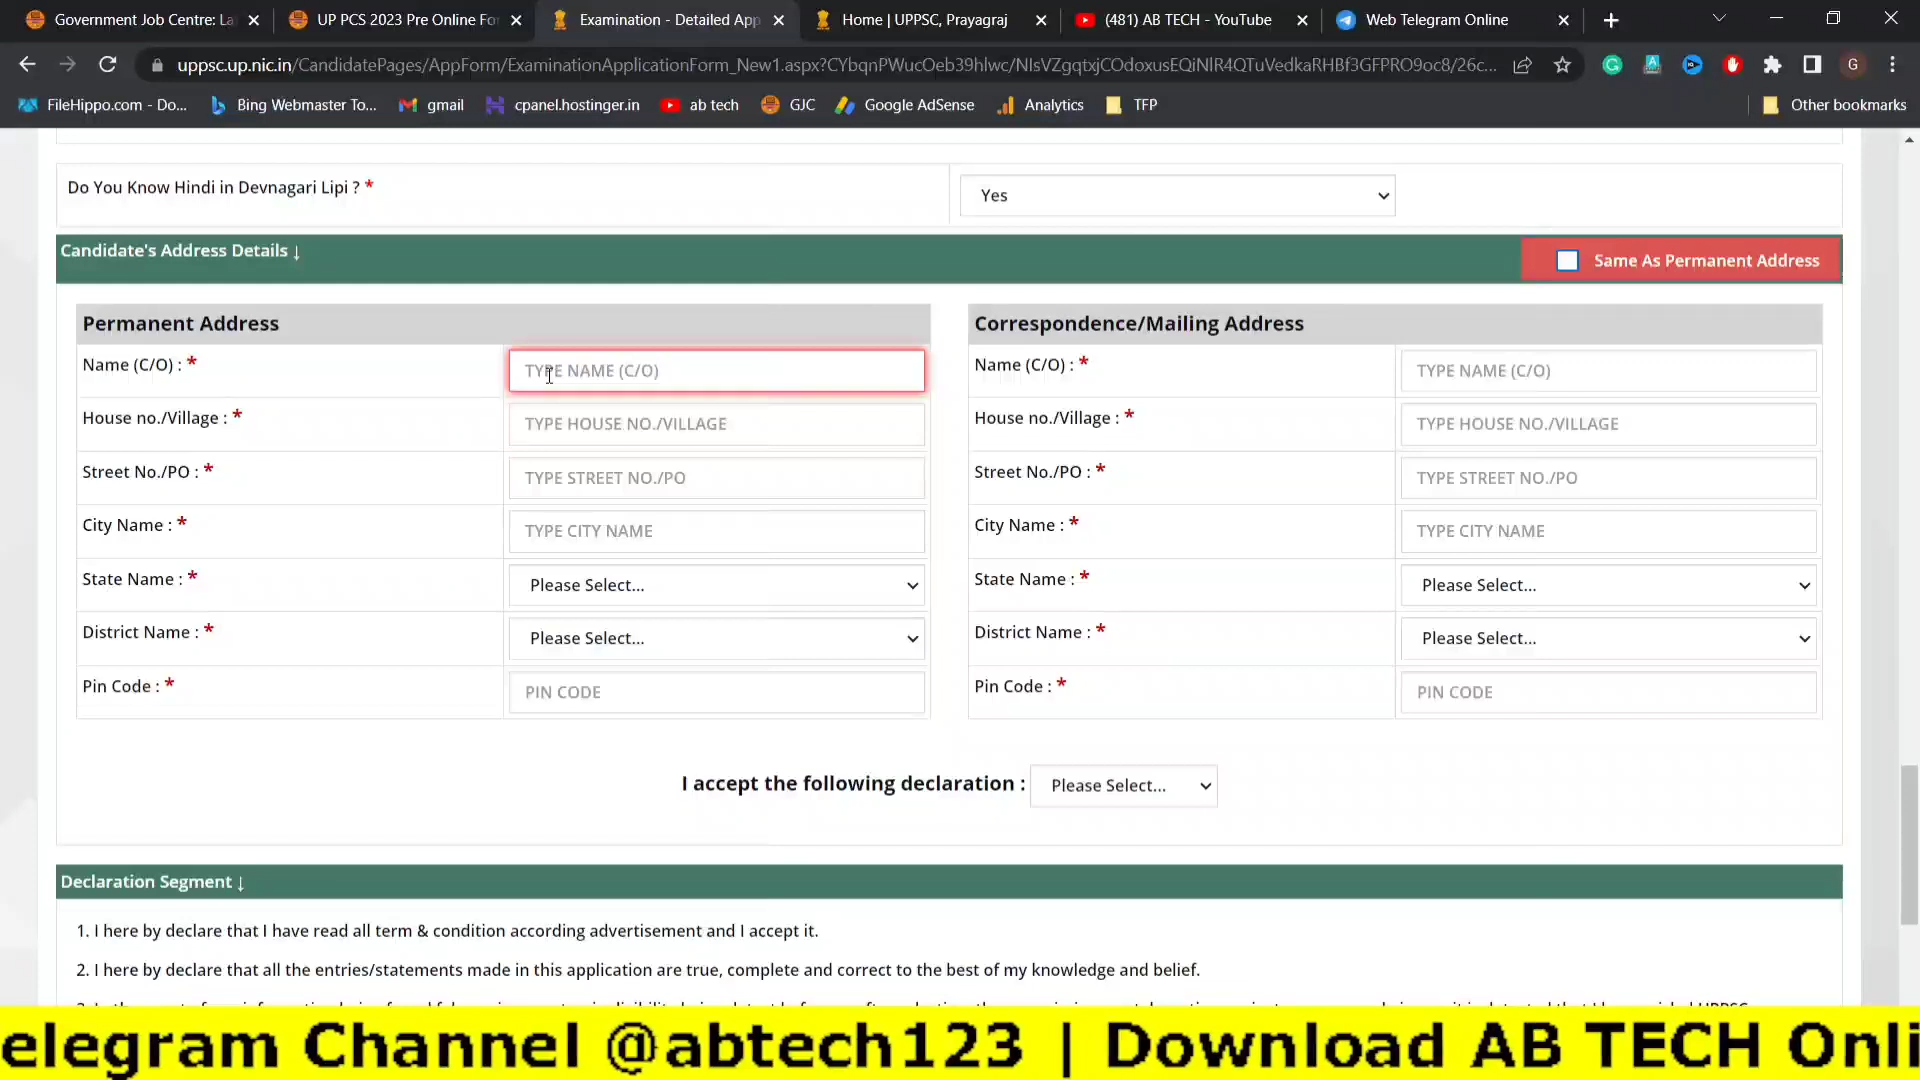 Government Job Centre: La
UP PCS 2023 Pre Online Fo
Examination - Detailed App
Home | UPPSC, Prayagraj
(481) AB TECH - YouTube
Web Telegram Online
uppsc.up.nic.in/CandidatePages/AppForm/ExaminationApplicationForm_New1.aspx?CYbqnPWucOeb39hlwc/NIsVZgqtxjCOdoxusEQiNlR4QTuVedkaRHBf3GFPRO9oc8/26c...
G
FileHippo.com - Do...
Bing Webmaster To...
gmail
cpanel.hostinger.in
ab tech
GJC
Google AdSense
Analytics
TFP
Other bookmarks
Do You Know Hindi in Devnagari Lipi ? *
Yes
Candidate's Address Details ↓
Same As Permanent Address
Permanent Address
Name (C/O) : *
TYPE NAME (C/O)
House no./Village : *
TYPE HOUSE NO./VILLAGE
Street No./PO : *
TYPE STREET NO./PO
City Name : *
TYPE CITY NAME
State Name : *
Please Select...
District Name : *
Please Select...
Pin Code : *
PIN CODE
Correspondence/Mailing Address
Name (C/O) : *
TYPE NAME (C/O)
House no./Village : *
TYPE HOUSE NO./VILLAGE
Street No./PO : *
TYPE STREET NO./PO
City Name : *
TYPE CITY NAME
State Name : *
Please Select...
District Name : *
Please Select...
Pin Code : *
PIN CODE
I accept the following declaration :
Please Select...
Declaration Segment ↓
1. I here by declare that I have read all term & condition according advertisement and I accept it.
2. I here by declare that all the entries/statements made in this application are true, complete and correct to the best of my knowledge and belief.
elegram Channel @abtech123 | Download AB TECH Onli